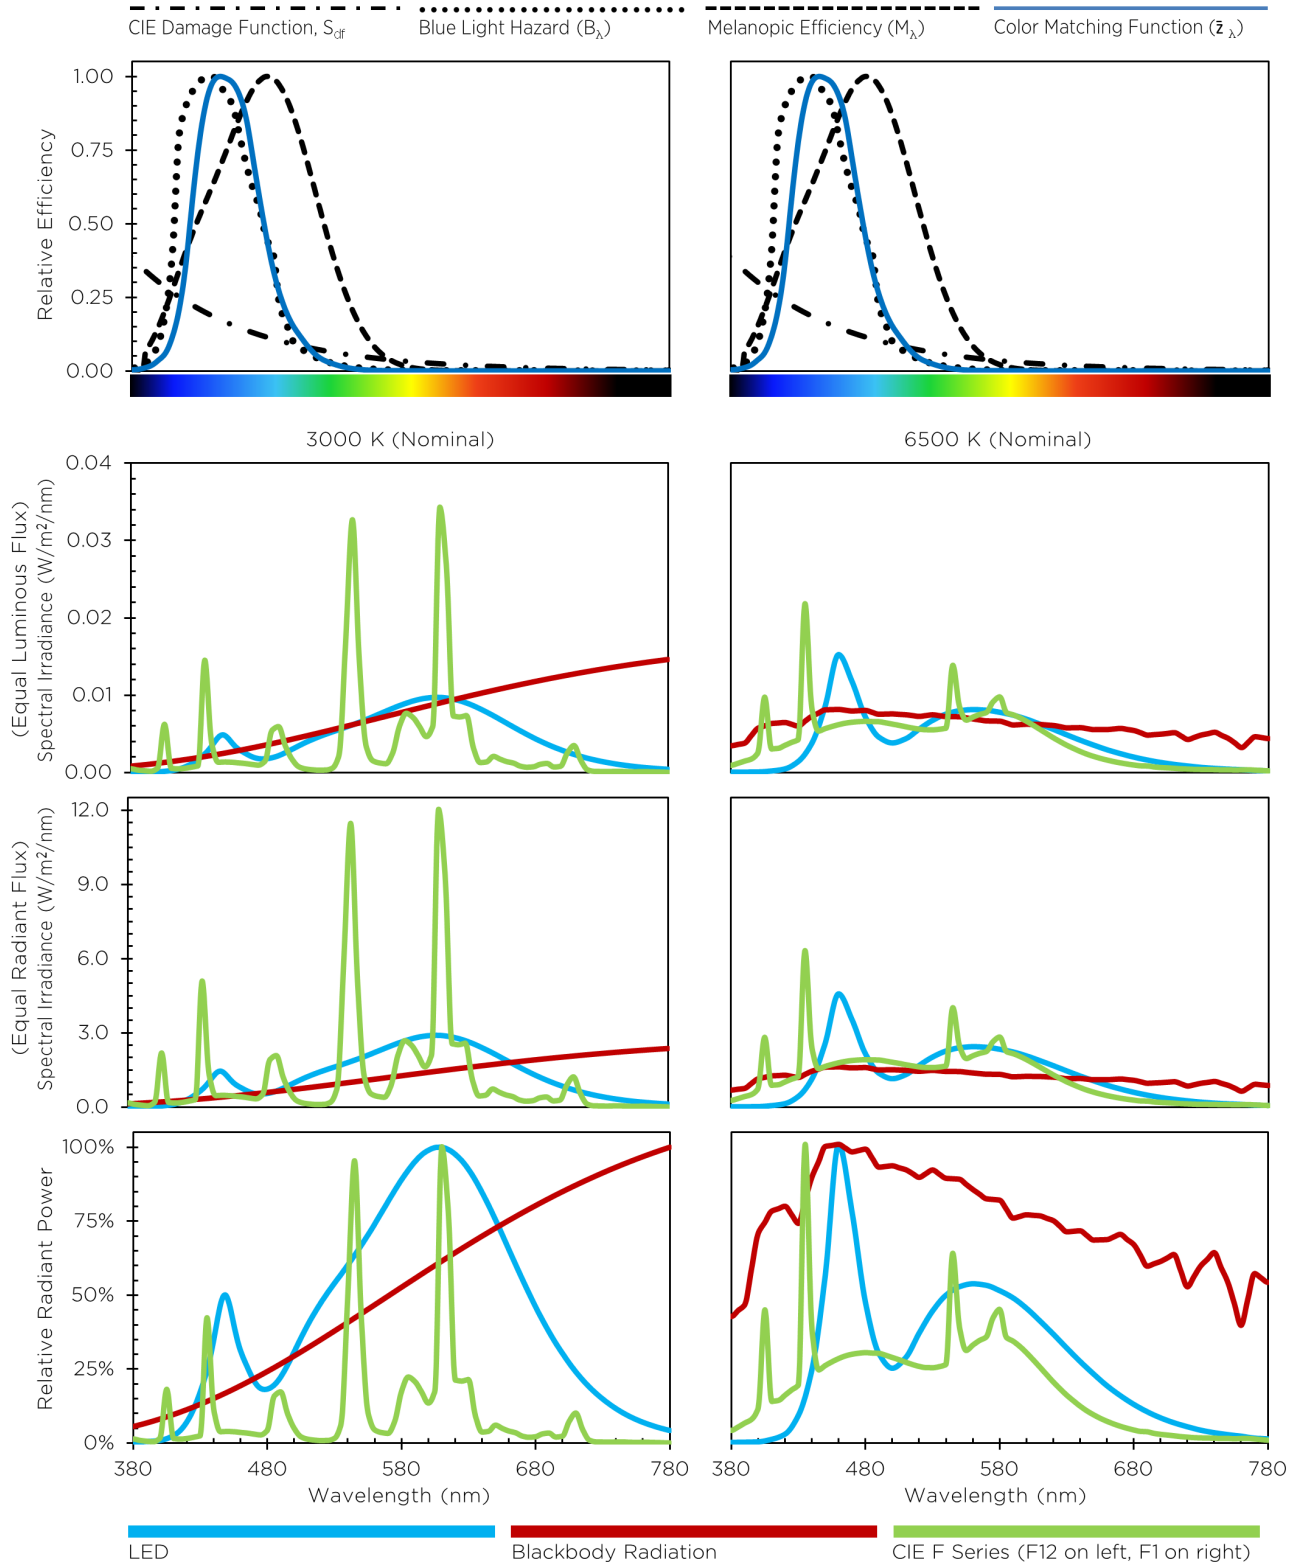 CIE Damage Function, Sdf
Blue Light Hazard (Bλ)
Melanopic Efficiency (Mλ)
Color Matching Function (z̄ λ)
Relative Efficiency
1.00
0.75
0.50
0.25
0.00
3000 K (Nominal)
6500 K (Nominal)
(Equal Luminous Flux)
Spectral Irradiance (W/m²/nm)
0.04
0.03
0.02
0.01
0.00
(Equal Radiant Flux)
Spectral Irradiance (W/m²/nm)
12.0
9.0
6.0
3.0
0.0
Relative Radiant Power
100%
75%
50%
25%
0%
380 480 580 680 780
380 480 580 680 780
Wavelength (nm)
Wavelength (nm)
LED
Blackbody Radiation
CIE F Series (F12 on left, F1 on right)